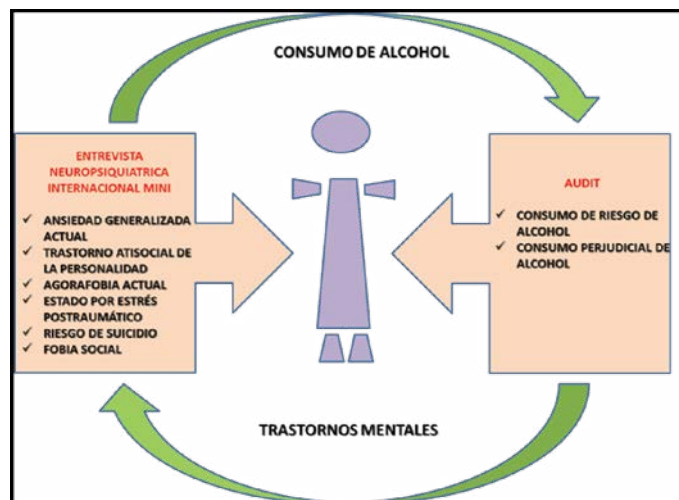 CONSUMO DE ALCOHOL
ENTREVISTA
NEUROPSIQUIATRICA
INTERNACIONAL MINI
✓ ANSIEDAD GENERALIZADA
ACTUAL
✓ TRASTORNO ATISOCIAL DE
LA PERSONALIDAD
✓ AGORAFOBIA ACTUAL
✓ ESTADO POR ESTRÉS
POSTRAUMÁTICO
✓ RIESGO DE SUICIDIO
✓ FOBIA SOCIAL
AUDIT
✓ CONSUMO DE RIESGO DE
ALCOHOL
✓ CONSUMO PERJUDICIAL DE
ALCOHOL
TRASTORNOS MENTALES